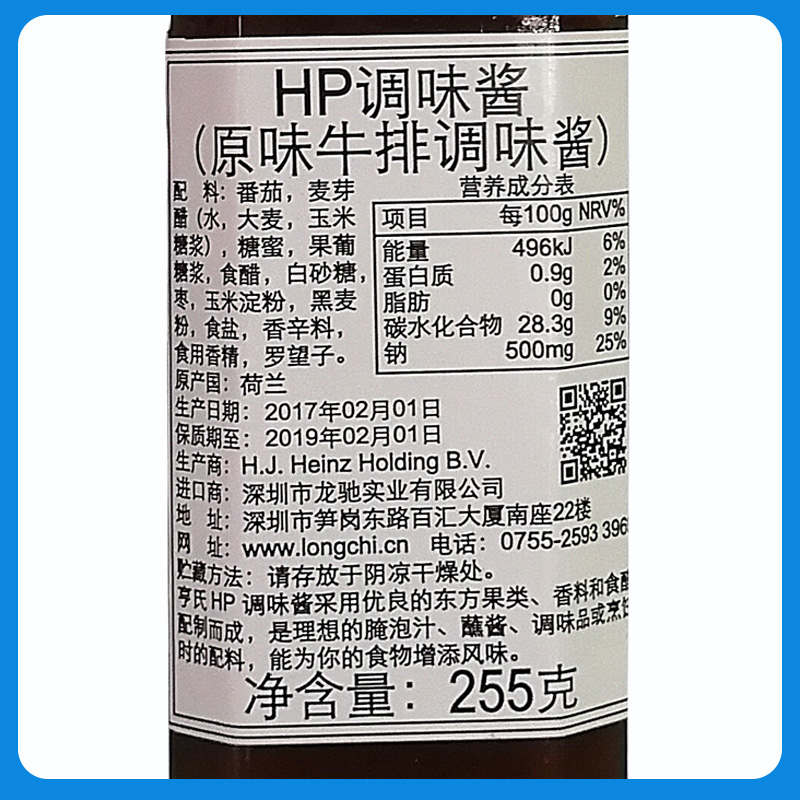 HP调味酱
(原味牛排调味酱)
配 料: 番茄, 麦芽
醋 (水, 大麦, 玉米
糖浆), 糖蜜, 果葡
糖浆, 食醋, 白砂糖,
枣, 玉米淀粉, 黑麦
粉, 食盐, 香辛料,
食用香精, 罗望子。
营养成分表
项目 每100g NRV%
能量 496kJ 6%
蛋白质 0.9g 2%
脂肪 0g 0%
碳水化合物 28.3g 9%
钠 500mg 25%
原产国: 荷兰
生产日期: 2017年02月01日
保质期至: 2019年02月01日
生产商: H.J. Heinz Holding B.V.
进口商: 深圳市龙驰实业有限公司
地 址: 深圳市笋岗东路百汇大厦南座22楼
网 址: www.longchi.cn 电话: 0755-2593 396
贮藏方法: 请存放于阴凉干燥处。
亨氏HP 调味酱采用优良的东方果类、香料和食醋
配制而成, 是理想的腌泡汁、蘸酱、调味品或烹饪
时的配料, 能为你的食物增添风味。
净含量: 255克